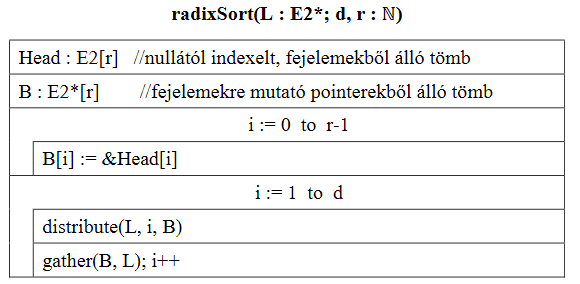 radixSort(L : E2*; d, r : ℕ)
Head : E2[r] //nullától indexelt, fejelemekből álló tömb
B : E2*[r] //fejelemekre mutató pointerekből álló tömb
i := 0 to r-1
B[i] := &Head[i]
i := 1 to d
distribute(L, i, B)
gather(B, L); i++